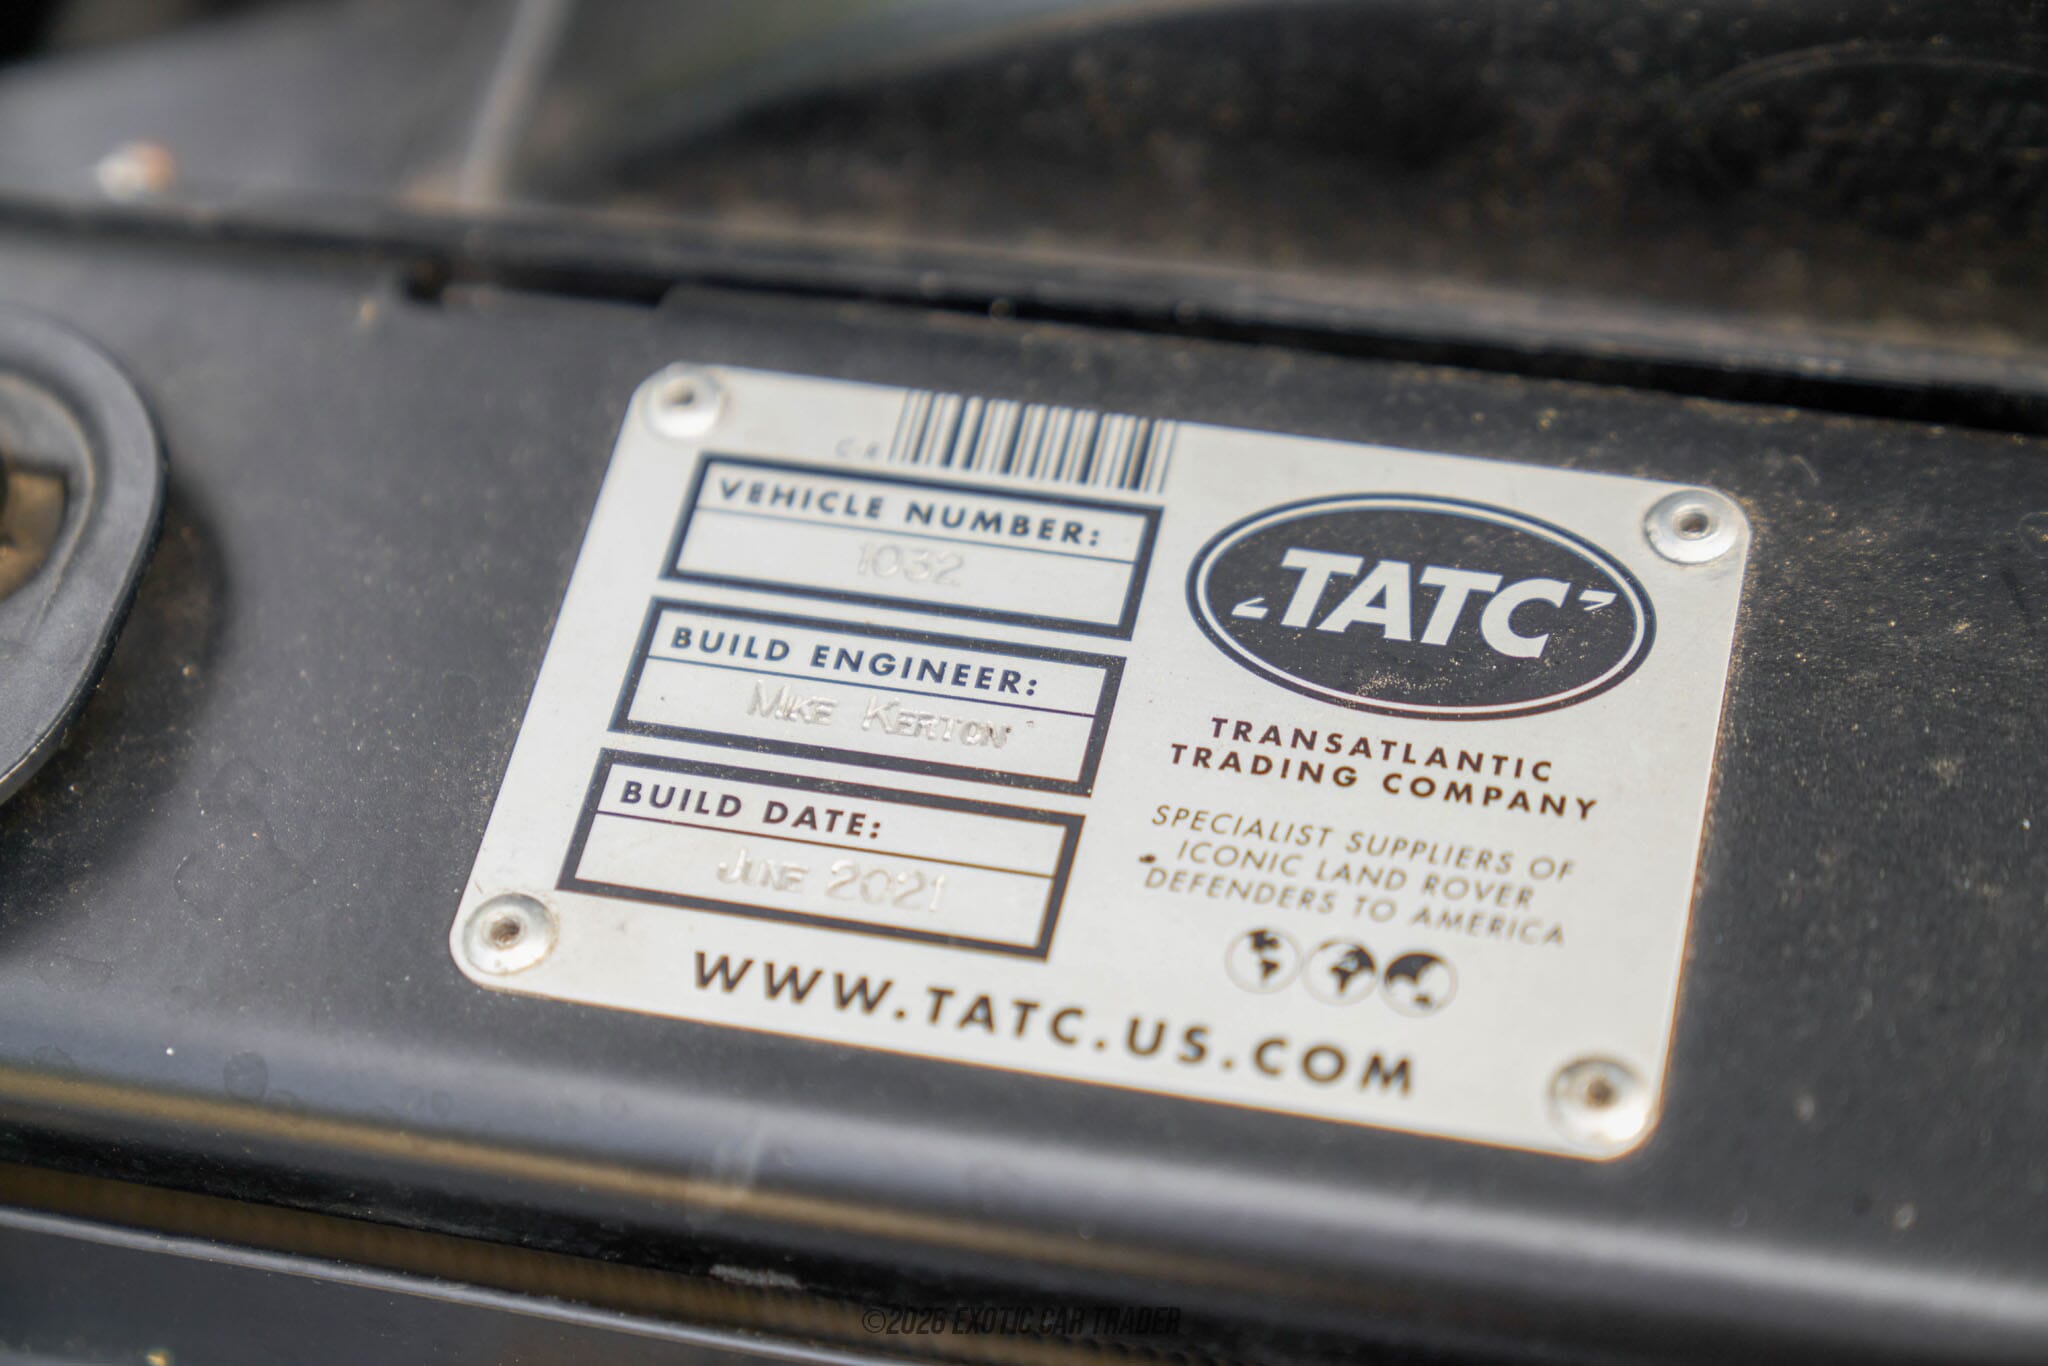 VEHICLE NUMBER:
1032
BUILD ENGINEER:
MIKE KERTON
BUILD DATE:
JUNE 2021
TATC
TRANSATLANTIC
TRADING COMPANY
SPECIALIST SUPPLIERS OF
ICONIC LAND ROVER
DEFENDERS TO AMERICA
WWW.TATC.US.COM
©2026 EXOTIC CAR TRADER